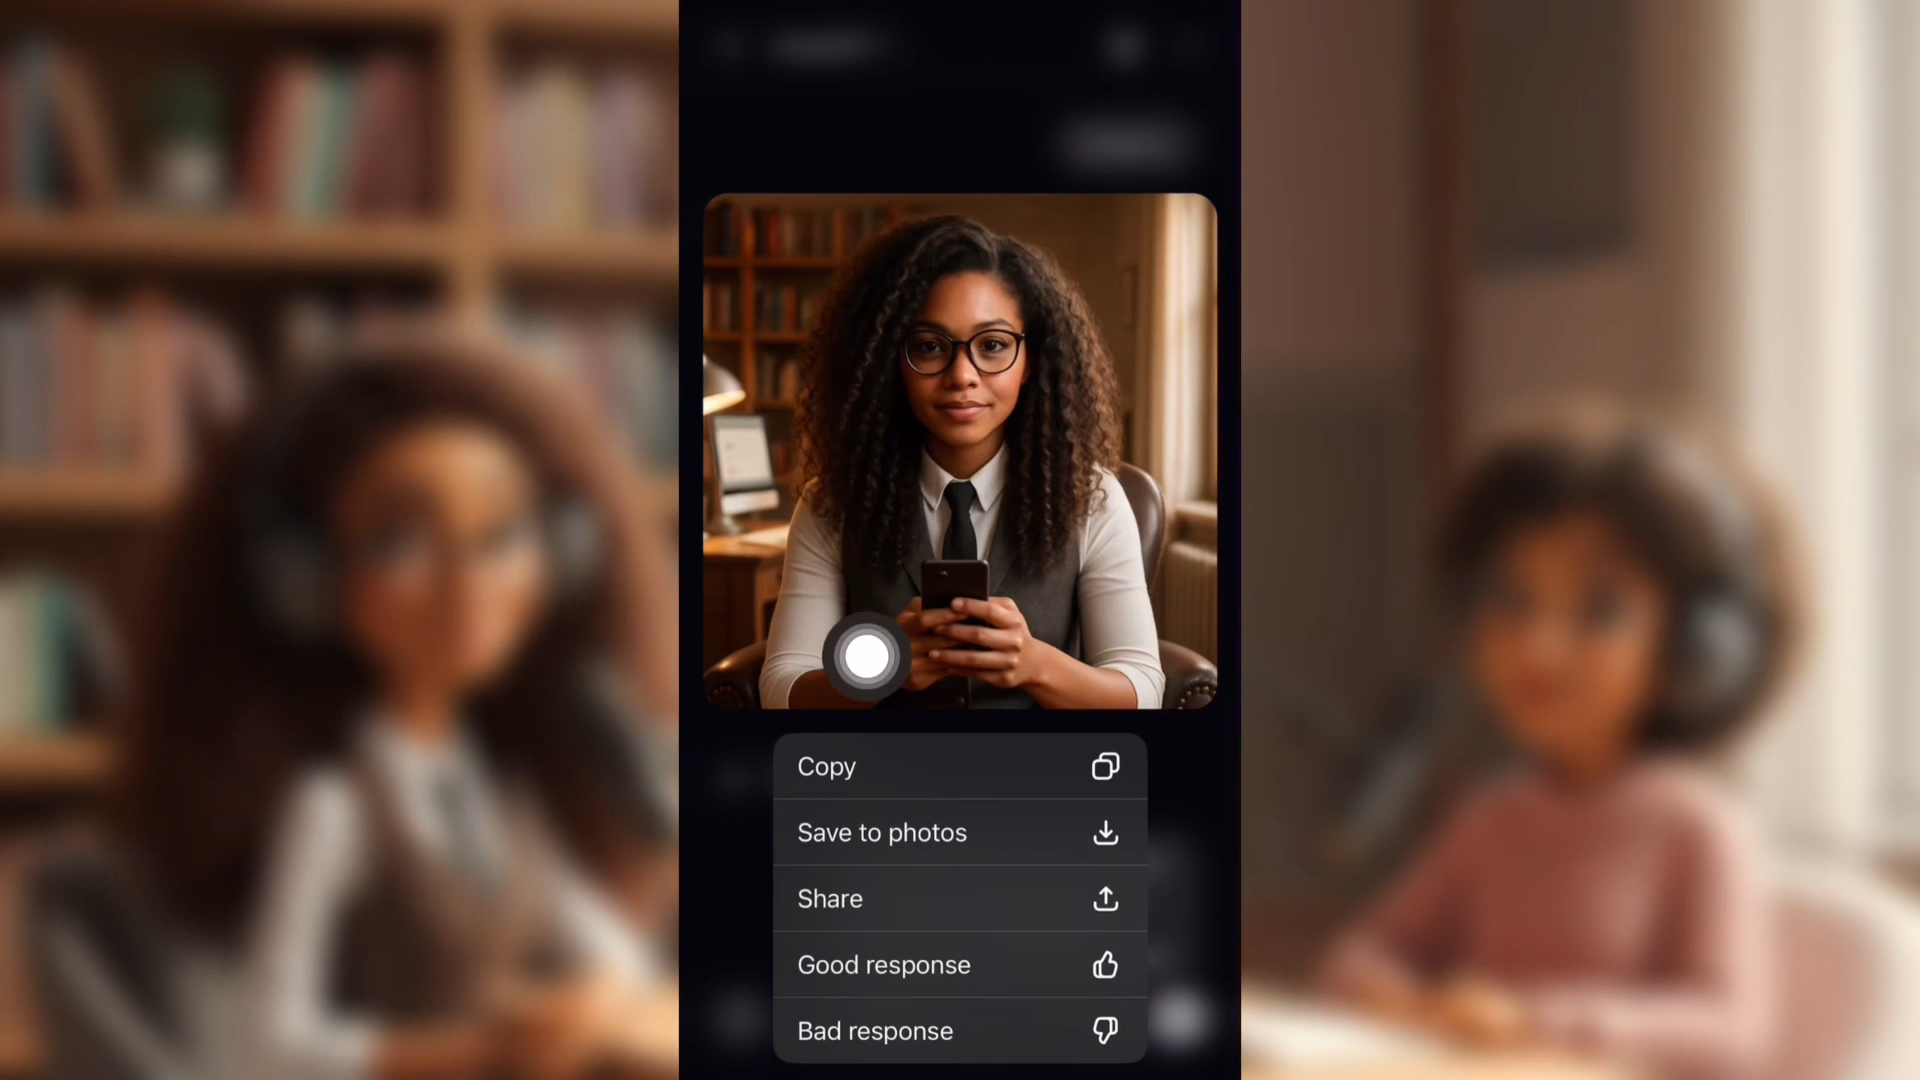 Copy
Save to photos
Share
Good response
Bad response